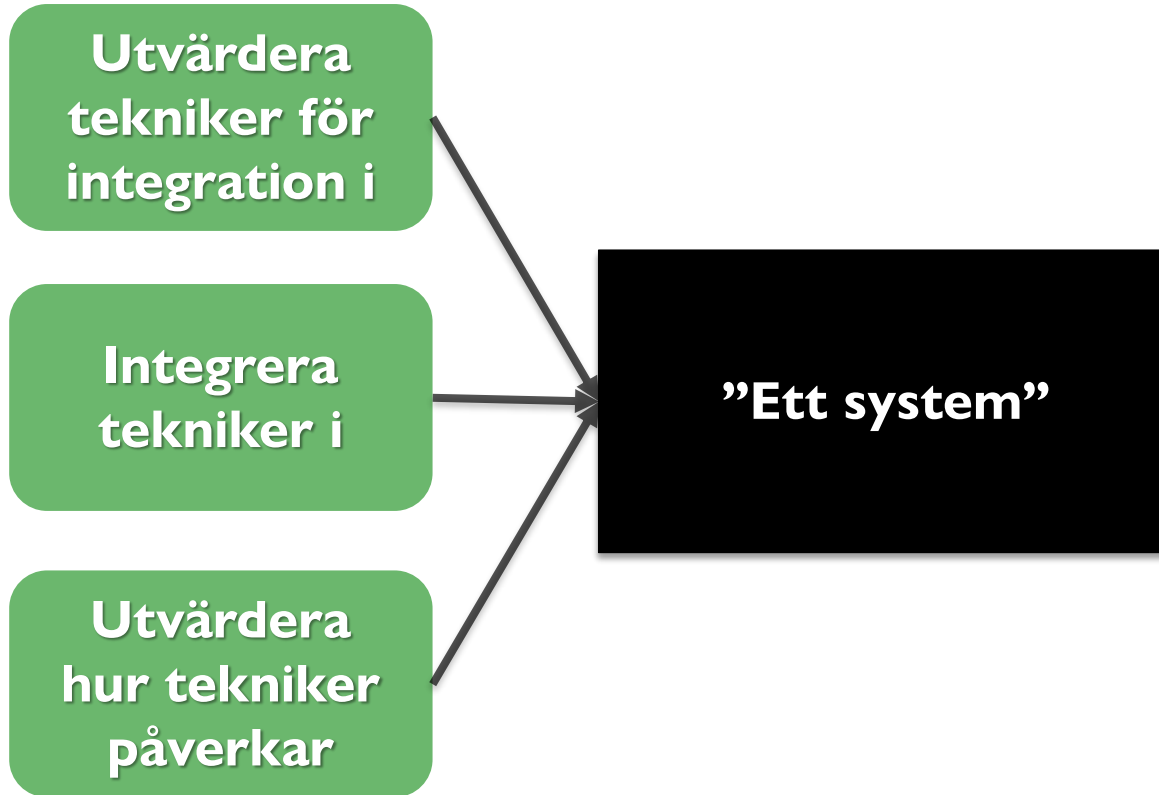 Utvärdera
tekniker för
integration i
Integrera
tekniker i
”Ett system”
Utvärdera
hur tekniker
påverkar